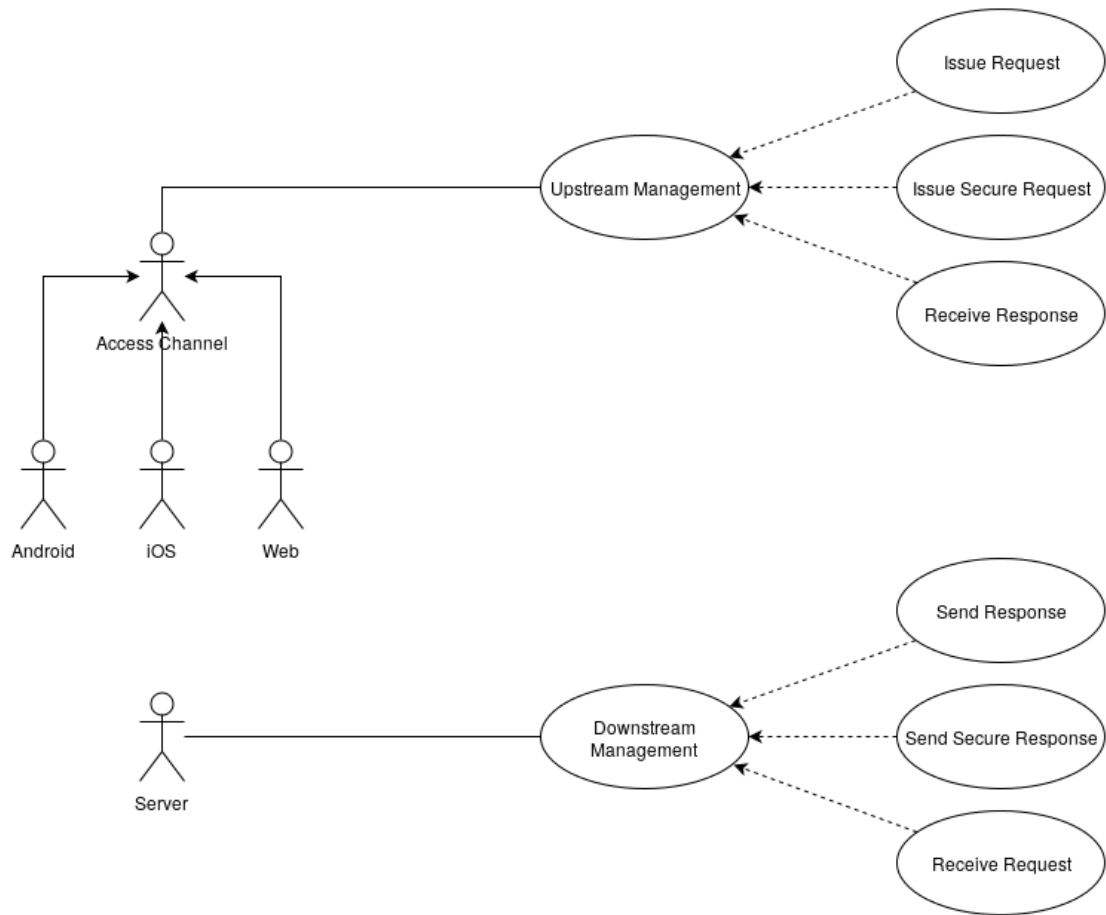 Issue Request
Upstream Management
Issue Secure Request
Receive Response
Access Channel
Android
iOS
Web
Send Response
Downstream
Management
Send Secure Response
Server
Receive Request